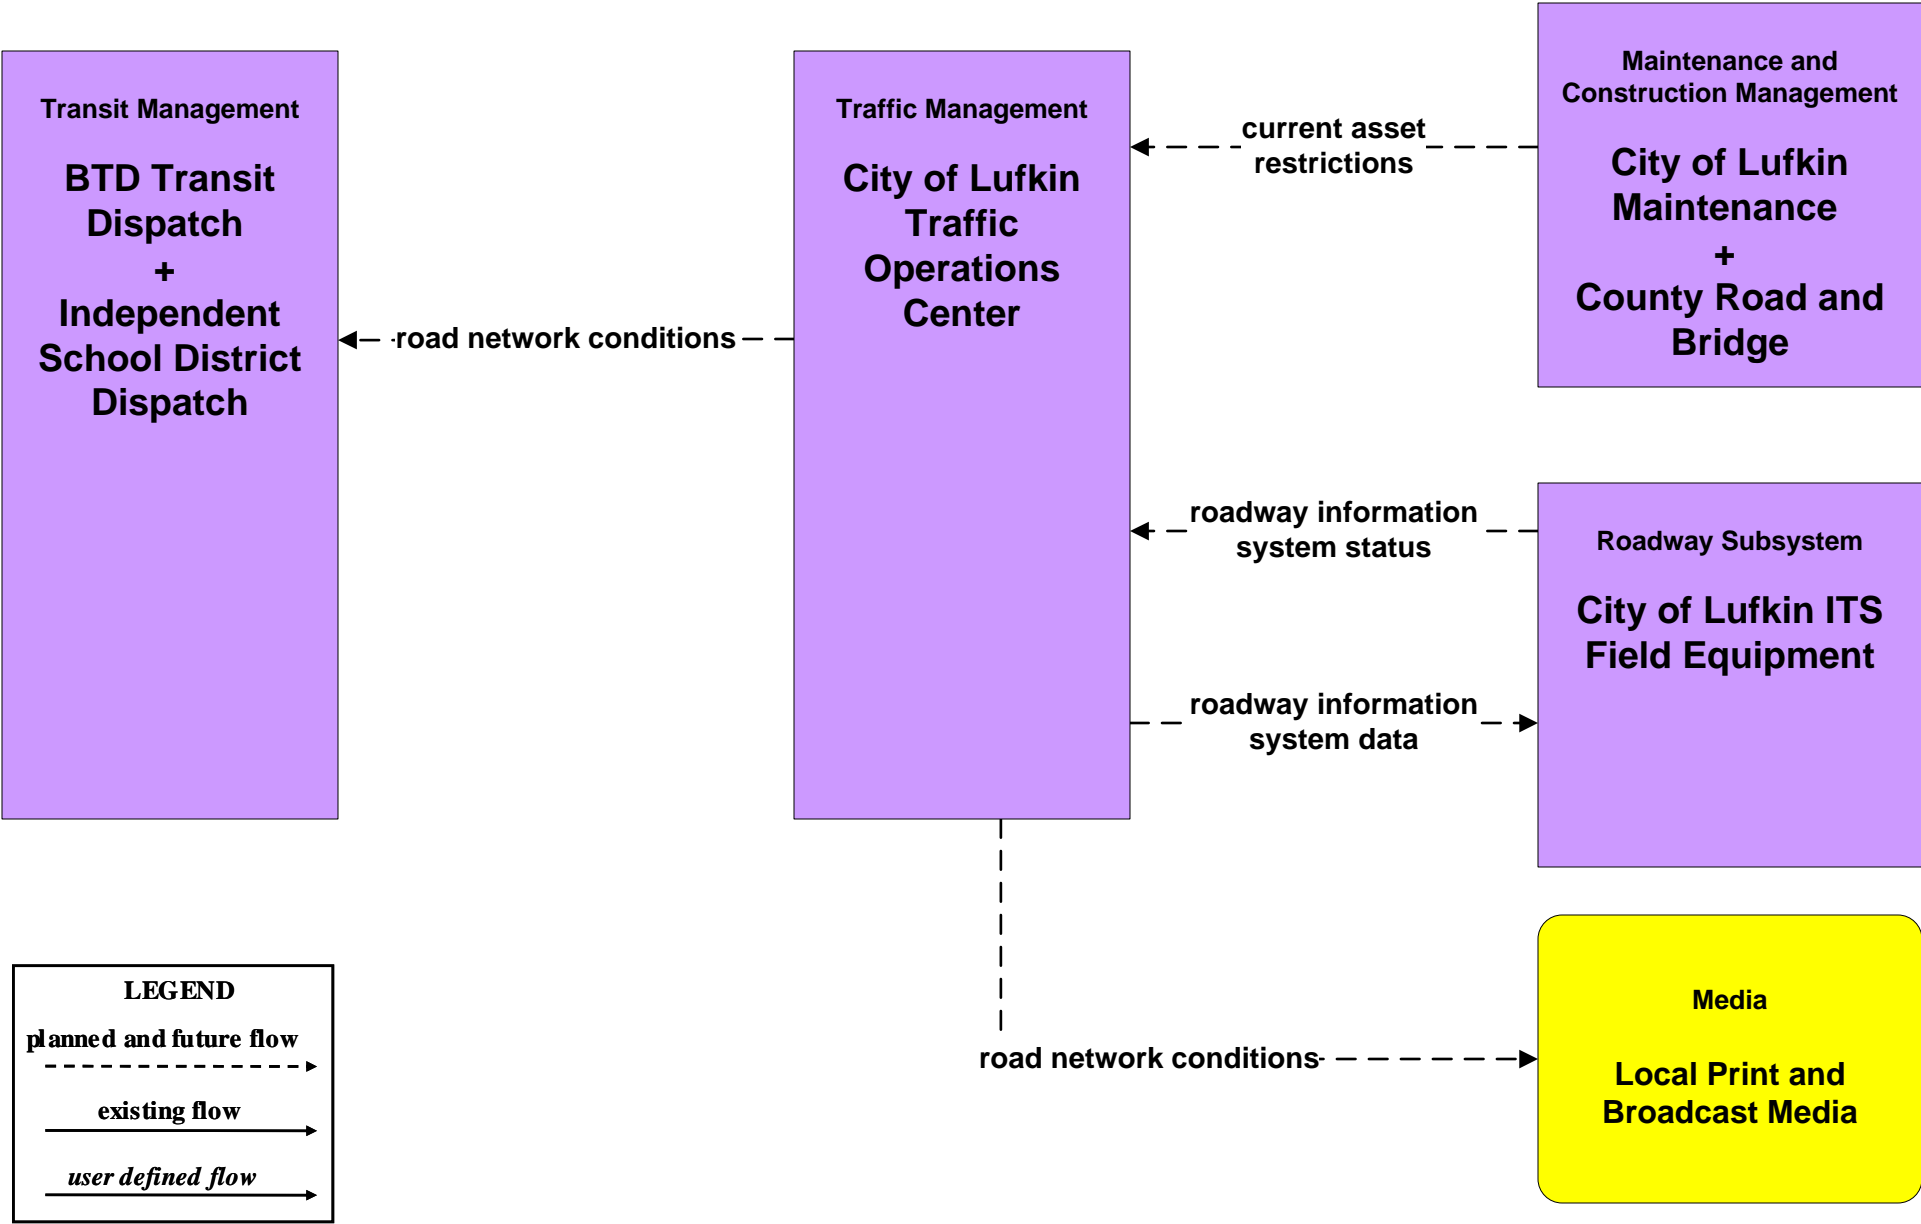 Transit Management
BTD Transit
Dispatch
+
Independent
School District
Dispatch
Traffic Management
City of Lufkin
Traffic
Operations
Center
Maintenance and
Construction Management
City of Lufkin
Maintenance
+
County Road and
Bridge
current asset
restrictions
road network conditions
roadway information
system status
Roadway Subsystem
City of Lufkin ITS
Field Equipment
roadway information
system data
road network conditions
Media
Local Print and
Broadcast Media
LEGEND
planned and future flow
existing flow
user defined flow